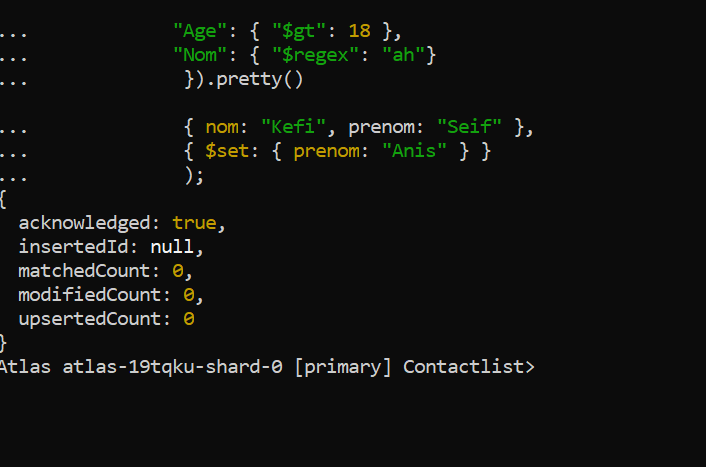 ... "Age": { "$gt": 18 },
... "Nom": { "$regex": "ah"}
... }).pretty()
... { nom: "Kefi", prenom: "Seif" },
... { $set: { prenom: "Anis" } }
... );
{
acknowledged: true,
insertedId: null,
matchedCount: 0,
modifiedCount: 0,
upsertedCount: 0
}
Atlas atlas-19tqku-shard-0 [primary] Contactlist>